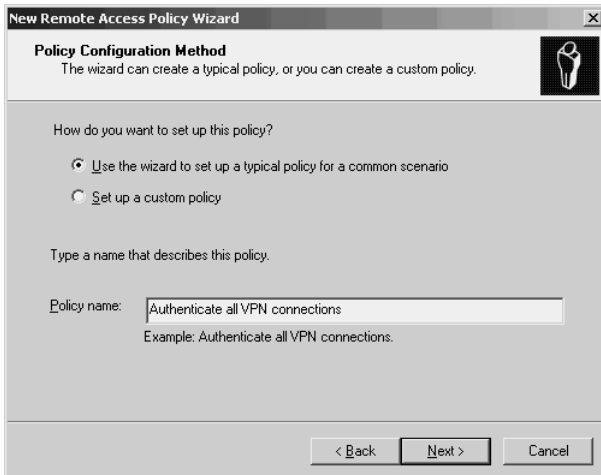 New Remote Access Policy Wizard
Policy Configuration Method
The wizard can create a typical policy, or you can create a custom policy.
How do you want to set up this policy?
Use the wizard to set up a typical policy for a common scenario
Set up a custom policy
Type a name that describes this policy.
Policy name: Authenticate all VPN connections
Example: Authenticate all VPN connections.
< Back Next > Cancel